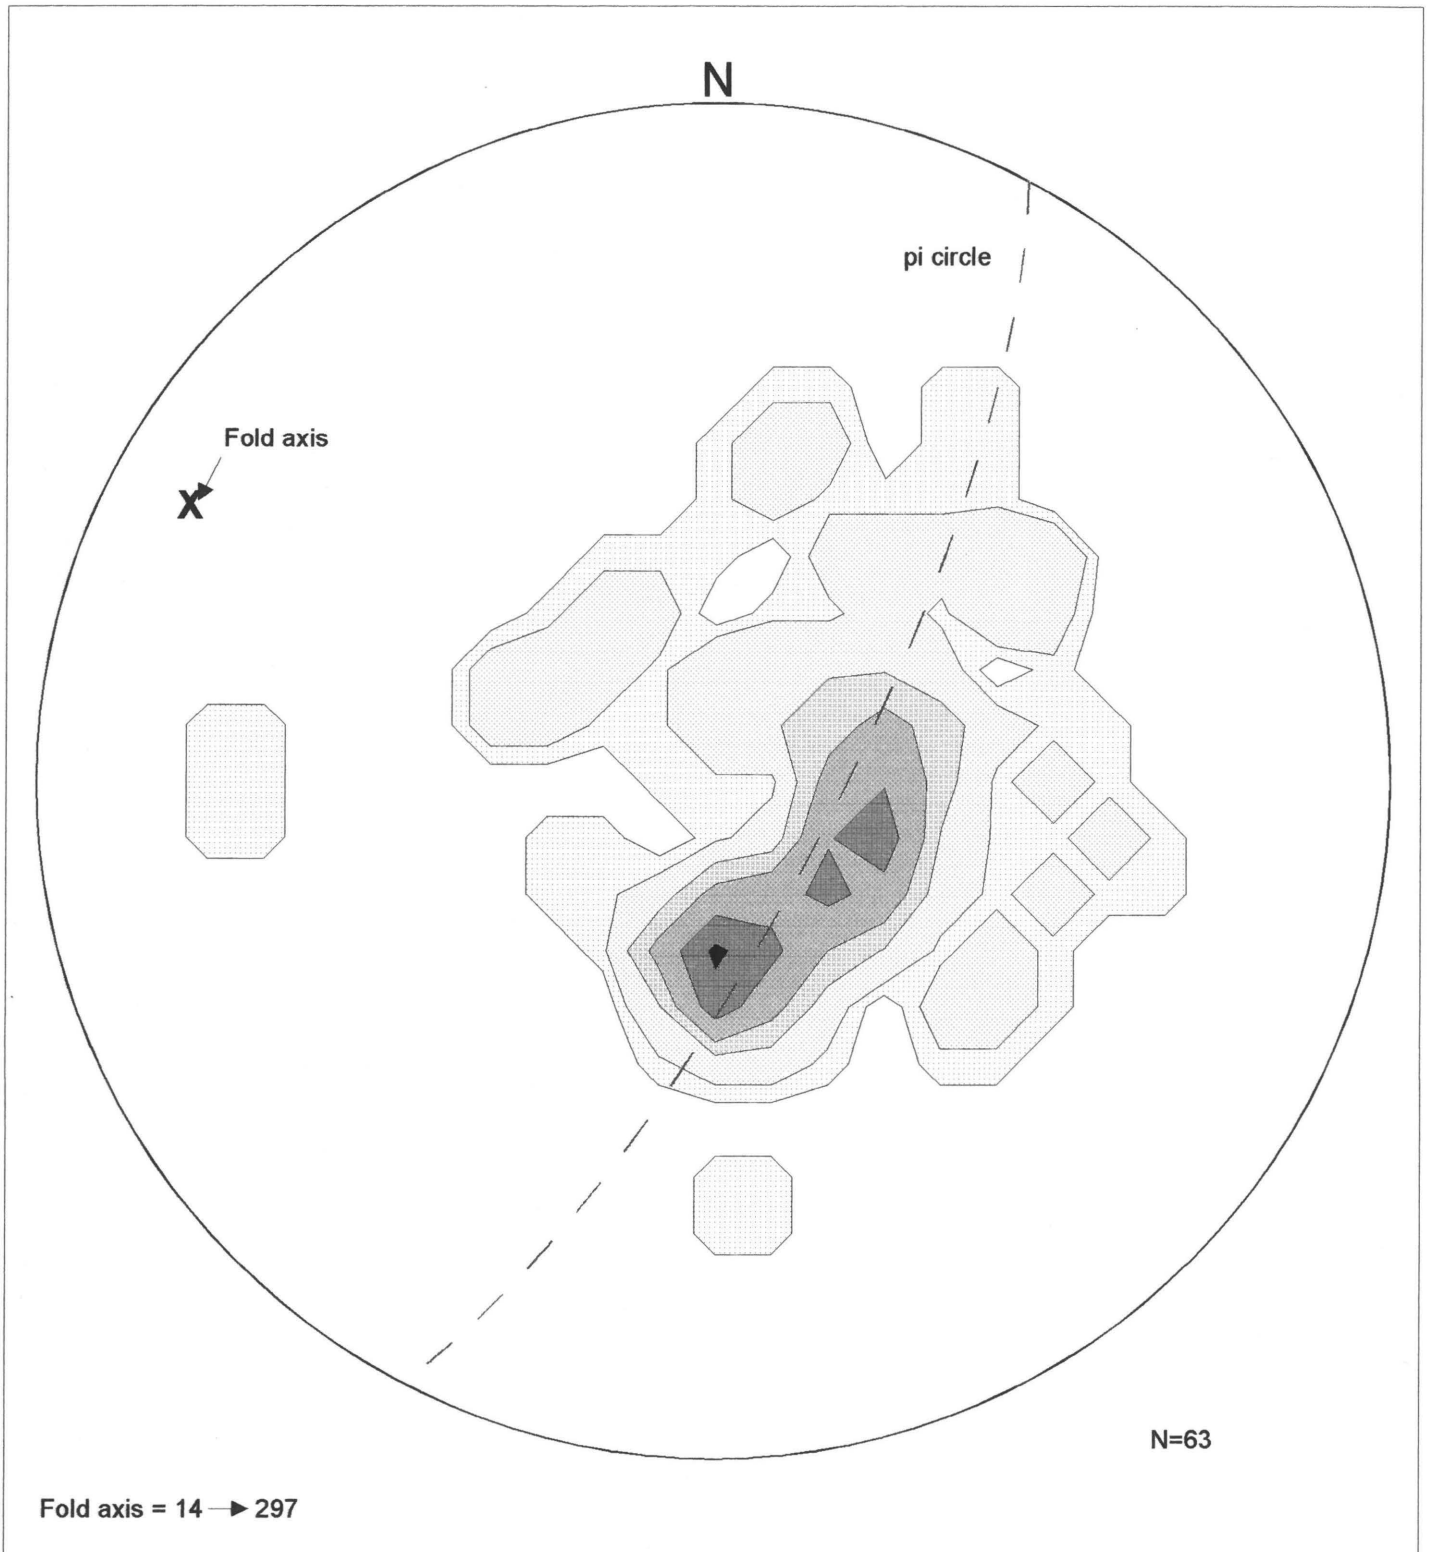 N
pi circle
Fold axis
X
N=63
Fold axis = 14 → 297